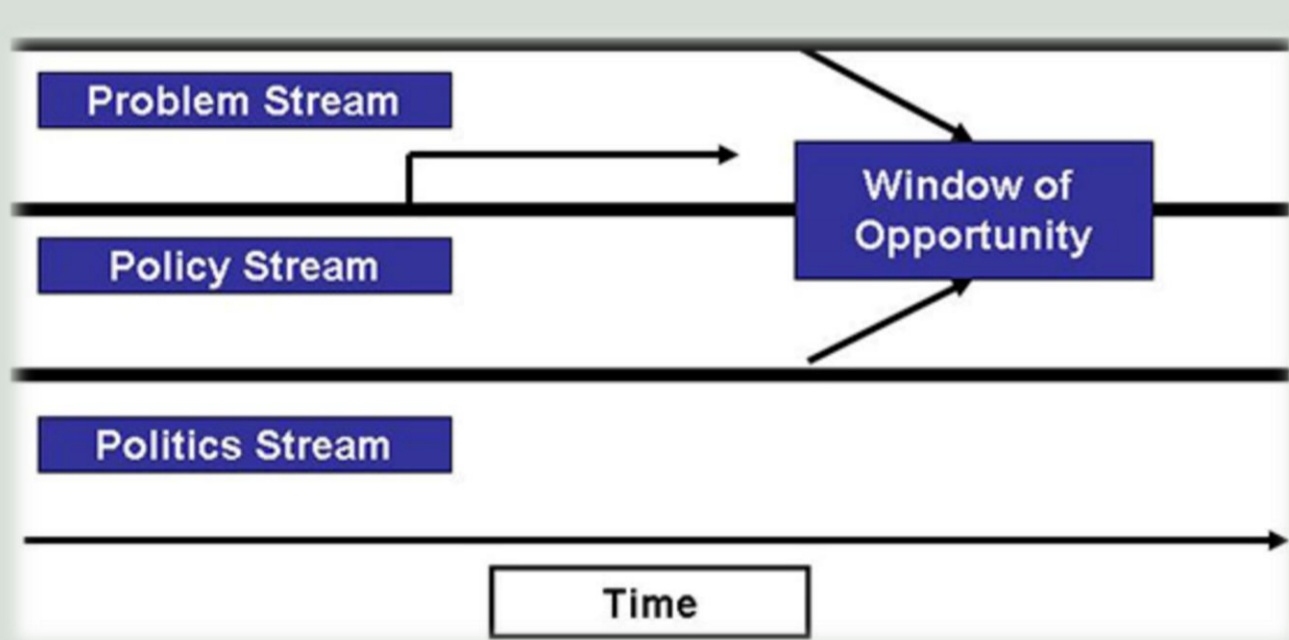 Problem Stream
Window of
Opportunity
Policy Stream
Politics Stream
Time